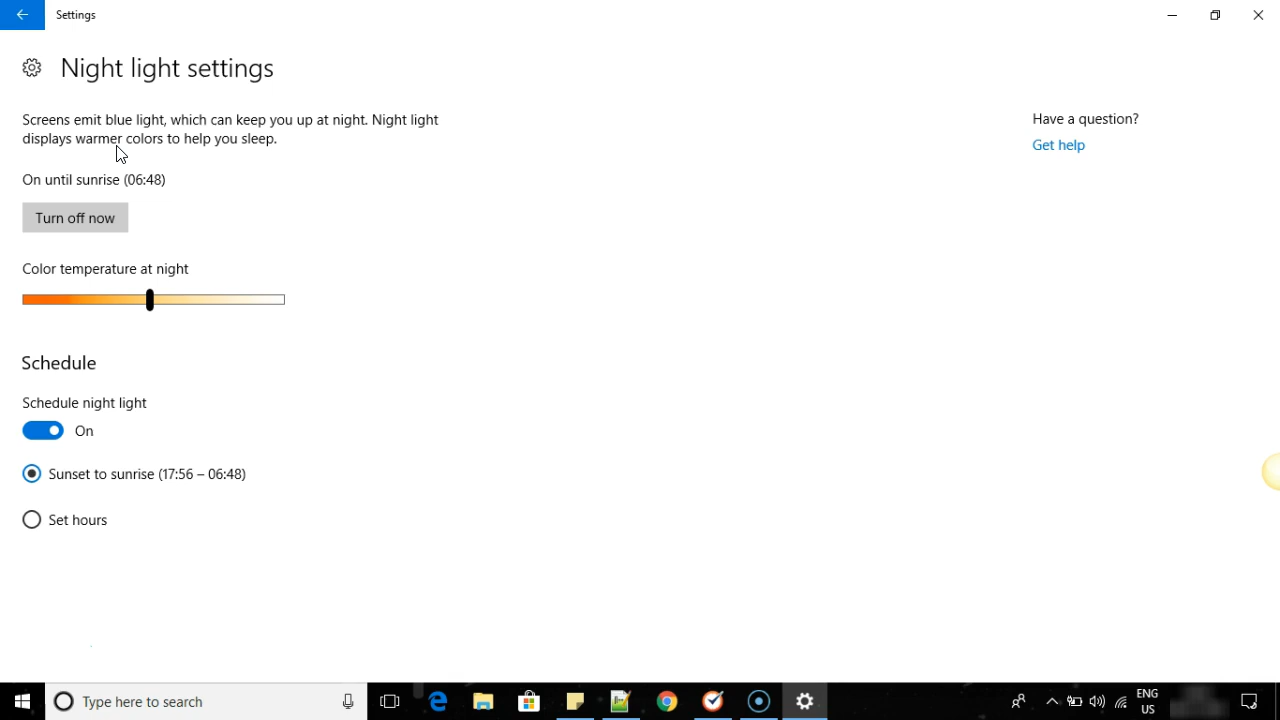 Settings
Night light settings
Screens emit blue light, which can keep you up at night. Night light
displays warmer colors to help you sleep.
Have a question?
Get help
On until sunrise (06:48)
Turn off now
Color temperature at night
Schedule
Schedule night light
On
Sunset to sunrise (17:56 – 06:48)
Set hours
Type here to search
ENG
US